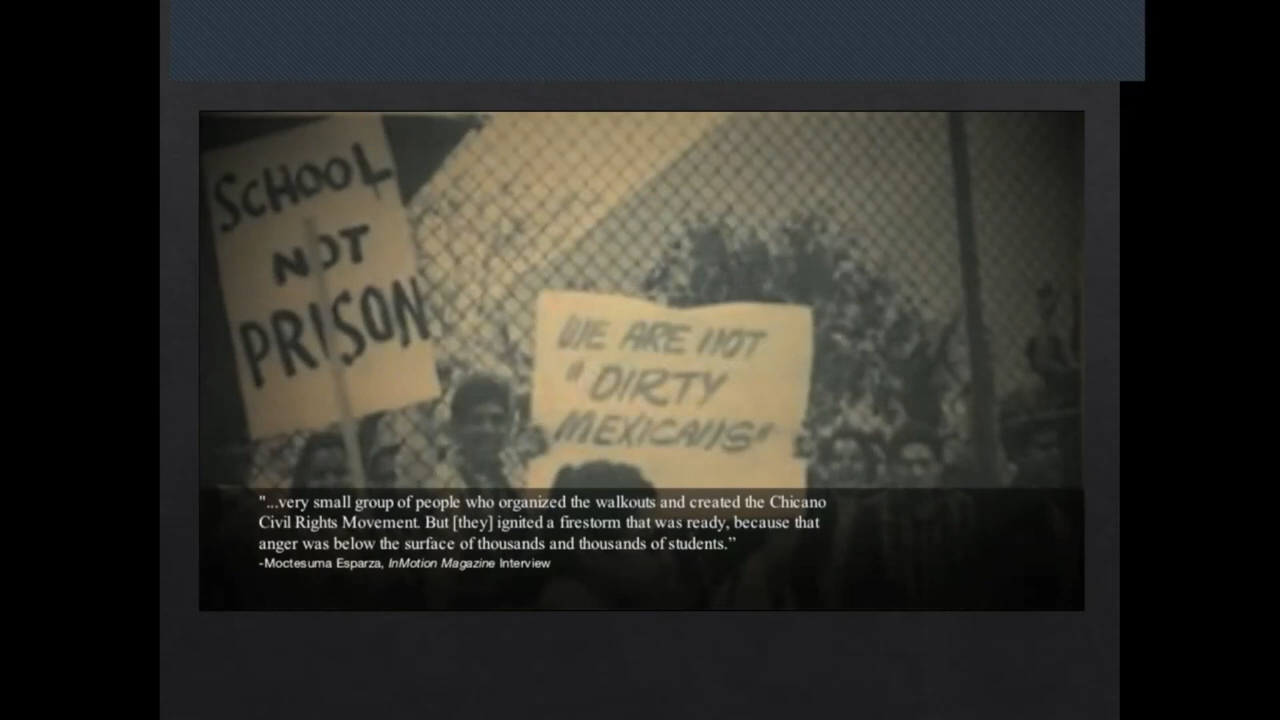 SCHOOL
NOT
PRISON
WE ARE NOT
"DIRTY
MEXICANS"
"...very small group of people who organized the walkouts and created the Chicano
Civil Rights Movement. But [they] ignited a firestorm that was ready, because that
anger was below the surface of thousands and thousands of students.”
-Moctesuma Esparza, InMotion Magazine Interview